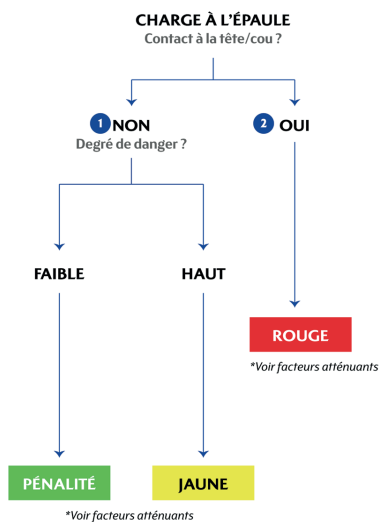 CHARGE À L'ÉPAULE
Contact à la tête/cou ?
1 NON
2 OUI
Degré de danger ?
FAIBLE
HAUT
ROUGE
*Voir facteurs atténuants
PÉNALITÉ
JAUNE
*Voir facteurs atténuants